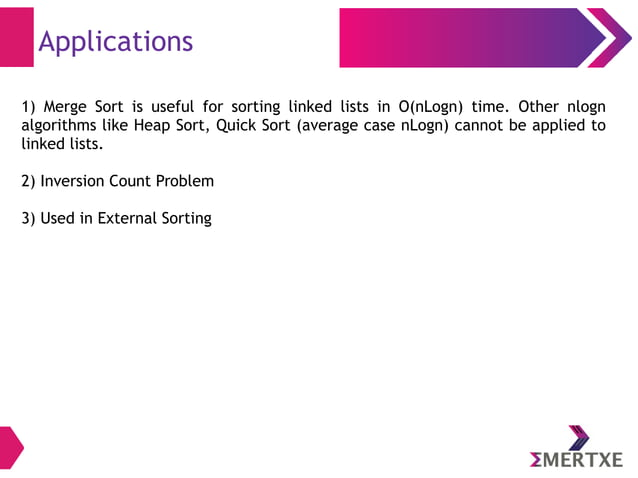 Applications
1) Merge Sort is useful for sorting linked lists in O(nLogn) time. Other nlogn
algorithms like Heap Sort, Quick Sort (average case nLogn) cannot be applied to
linked lists.
2) Inversion Count Problem
3) Used in External Sorting
ΣMERTXE